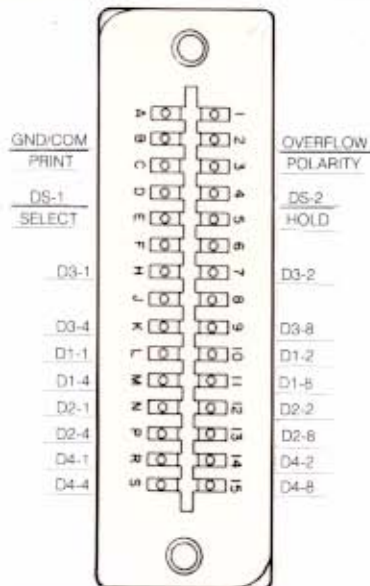 A 1
GND/COM B 2 OVERFLOW
PRINT C 3 POLARITY
DS-1 D 4 DS-2
SELECT E 5 HOLD
F 6
D3-1 H 7 D3-2
J 8
D3-4 K 9 D3-8
D1-1 L 10 D1-2
D1-4 M 11 D1-8
D2-1 N 12 D2-2
D2-4 P 13 D2-8
D4-1 R 14 D4-2
D4-4 S 15 D4-8